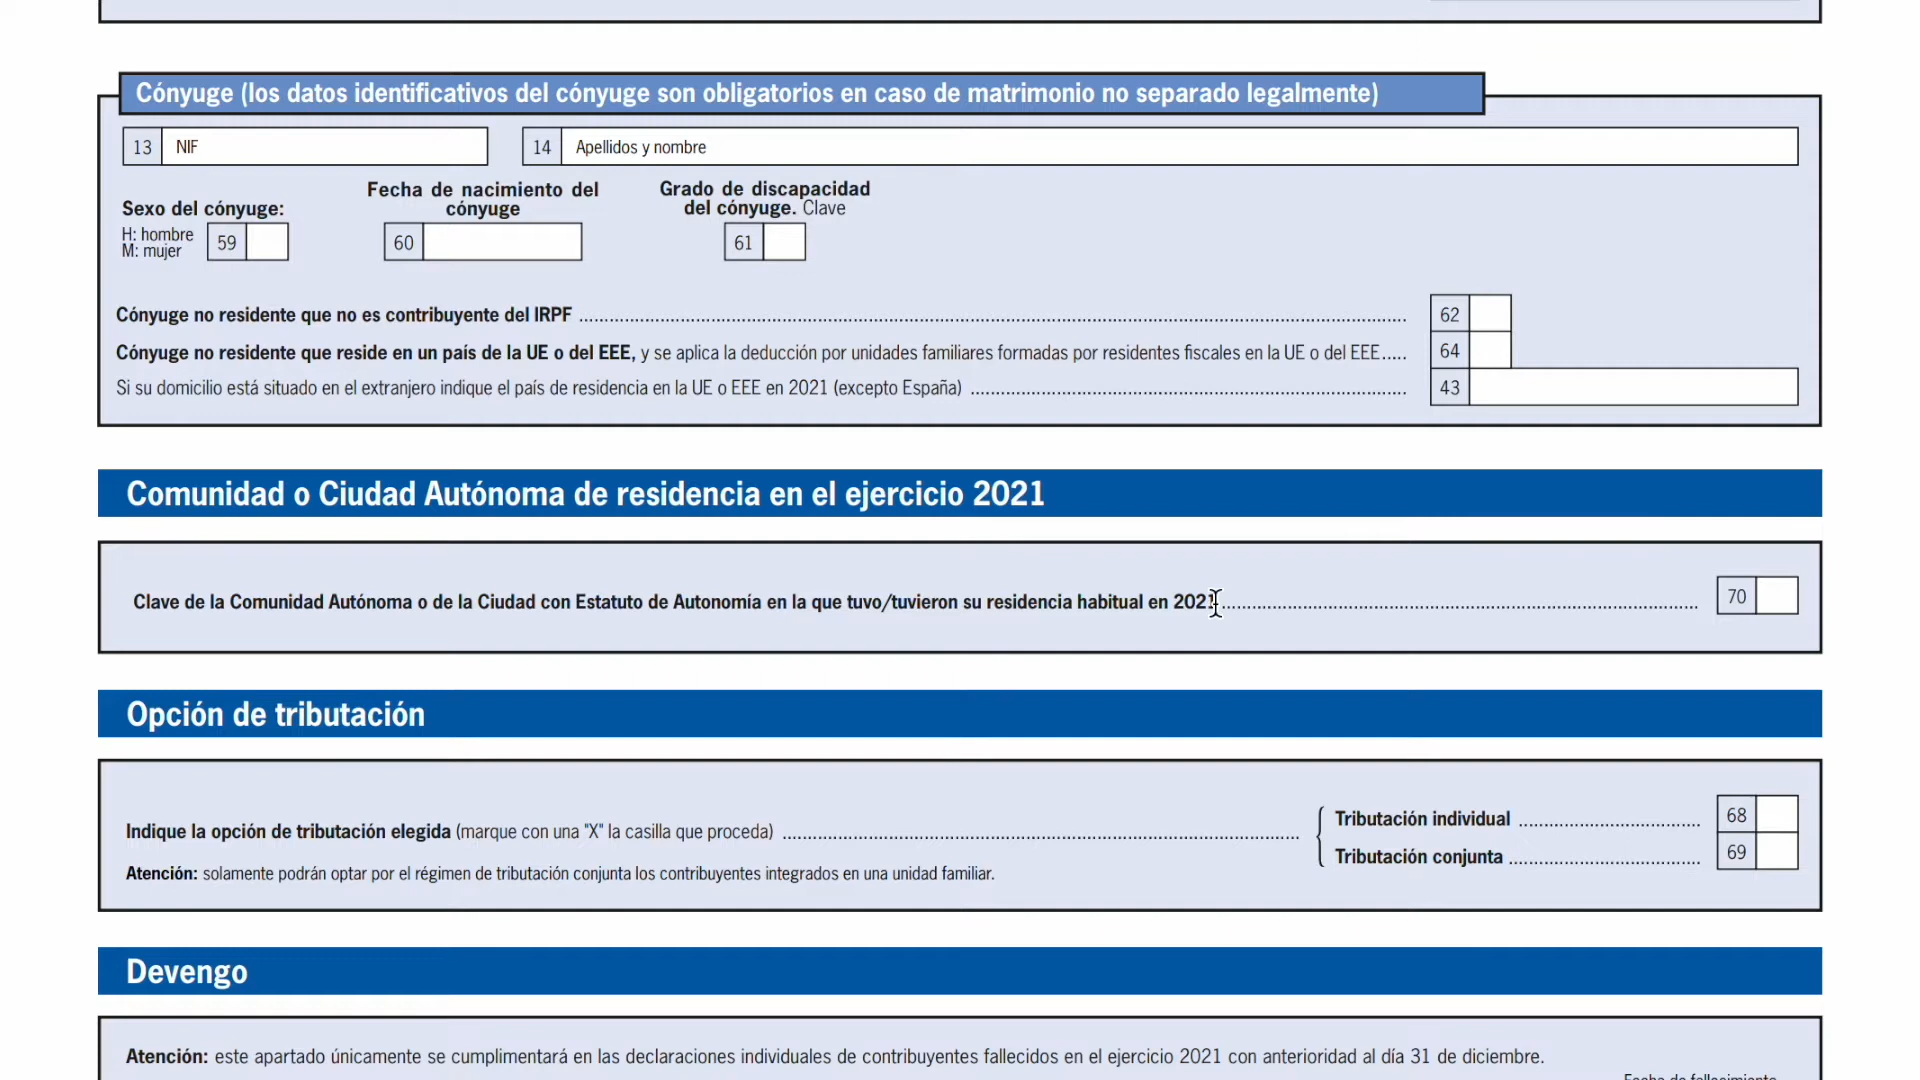 Cónyuge (los datos identificativos del cónyuge son obligatorios en caso de matrimonio no separado legalmente)
13 NIF 14 Apellidos y nombre
Sexo del cónyuge:
H: hombre
M: mujer
59
Fecha de nacimiento del
cónyuge
60
Grado de discapacidad
del cónyuge. Clave
61
Cónyuge no residente que no es contribuyente del IRPF 62
Cónyuge no residente que reside en un país de la UE o del EEE, y se aplica la deducción por unidades familiares formadas por residentes fiscales en la UE o del EEE 64
Si su domicilio está situado en el extranjero indique el país de residencia en la UE o EEE en 2021 (excepto España) 43
Comunidad o Ciudad Autónoma de residencia en el ejercicio 2021
Clave de la Comunidad Autónoma o de la Ciudad con Estatuto de Autonomía en la que tuvo/tuvieron su residencia habitual en 2021 70
Opción de tributación
Indique la opción de tributación elegida (marque con una "X" la casilla que proceda)
Tributación individual 68
Tributación conjunta 69
Atención: solamente podrán optar por el régimen de tributación conjunta los contribuyentes integrados en una unidad familiar.
Devengo
Atención: este apartado únicamente se cumplimentará en las declaraciones individuales de contribuyentes fallecidos en el ejercicio 2021 con anterioridad al día 31 de diciembre.
Fecha de fallecimiento